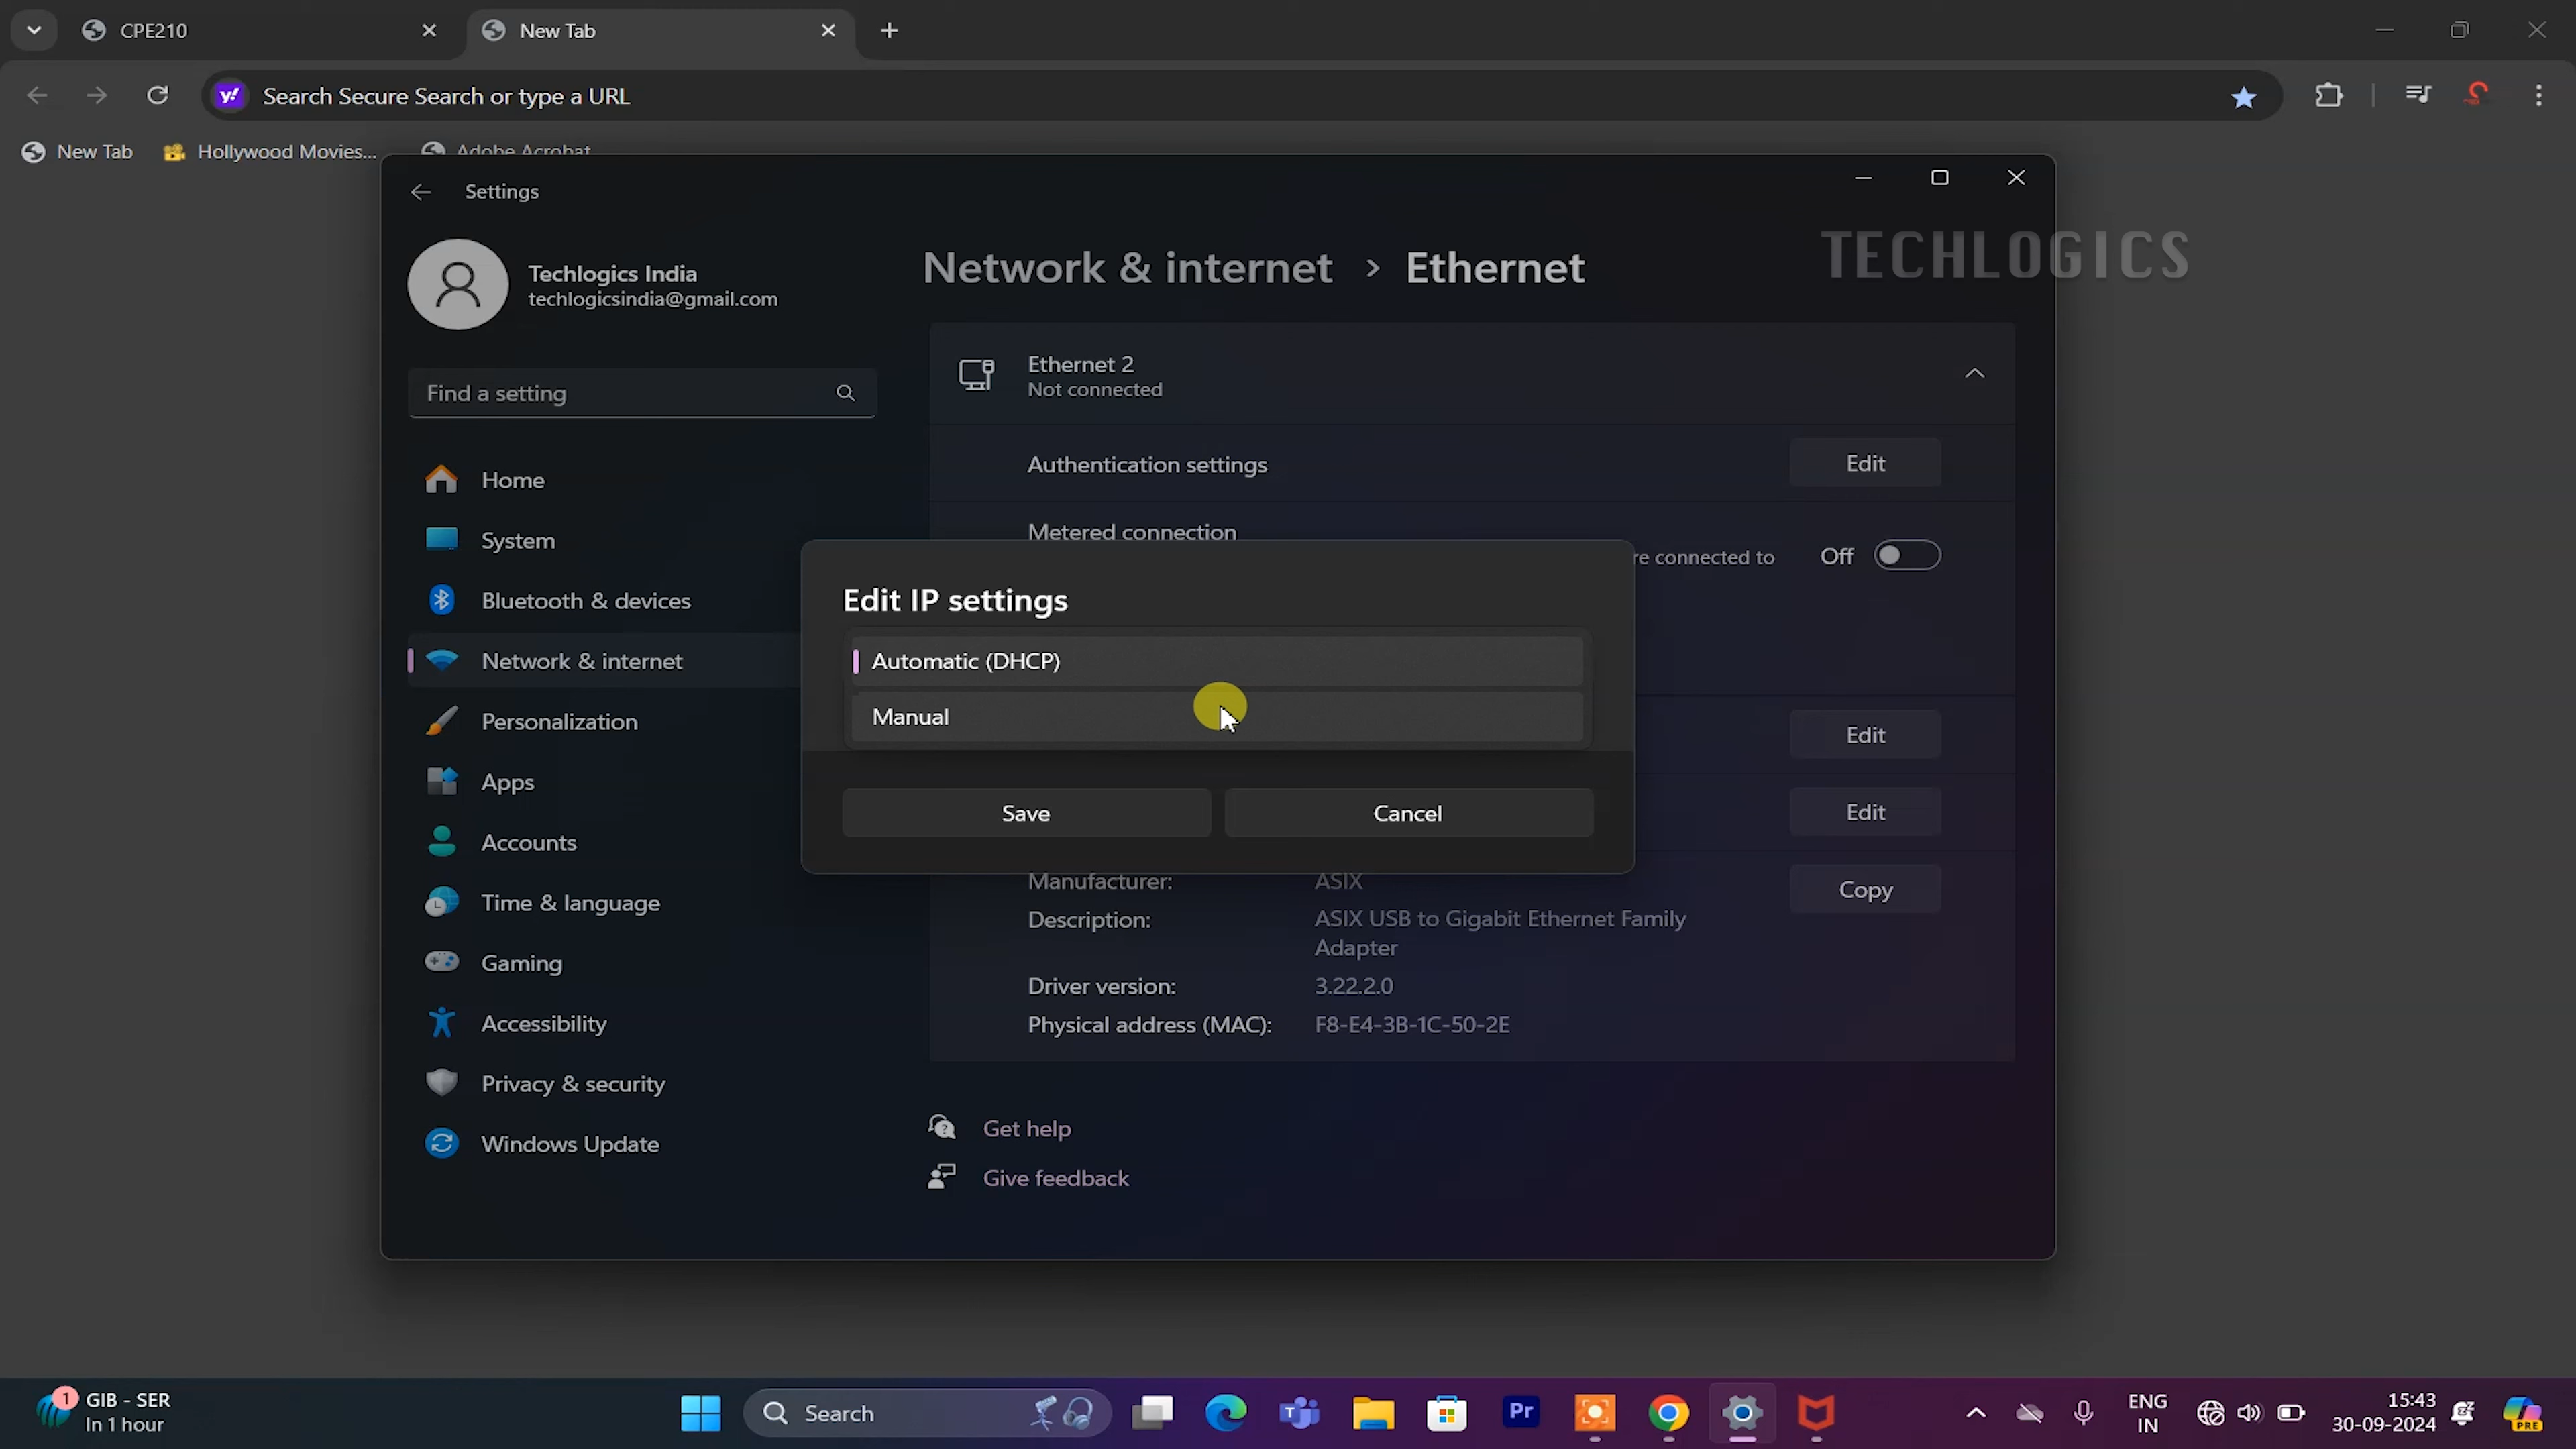 CPE210
New Tab
Search Secure Search or type a URL
New Tab
Hollywood Movies...
Adobe Acrobat
Settings
TECHLOGICS
Techlogics India
techlogicsindia@gmail.com
Network & internet > Ethernet
Find a setting
Home
System
Bluetooth & devices
Network & internet
Personalization
Apps
Accounts
Time & language
Gaming
Accessibility
Privacy & security
Windows Update
Ethernet 2
Not connected
Authentication settings
Edit
Metered connection
re connected to
Off
Edit IP settings
Automatic (DHCP)
Manual
Save
Cancel
Edit
Edit
Manufacturer:
ASIX
Copy
Description:
ASIX USB to Gigabit Ethernet Family
Adapter
Driver version:
3.22.2.0
Physical address (MAC):
F8-E4-3B-1C-50-2E
Get help
Give feedback
1
GIB - SER
In 1 hour
Search
T
Pr
ENG
IN
15:43
30-09-2024
PRE